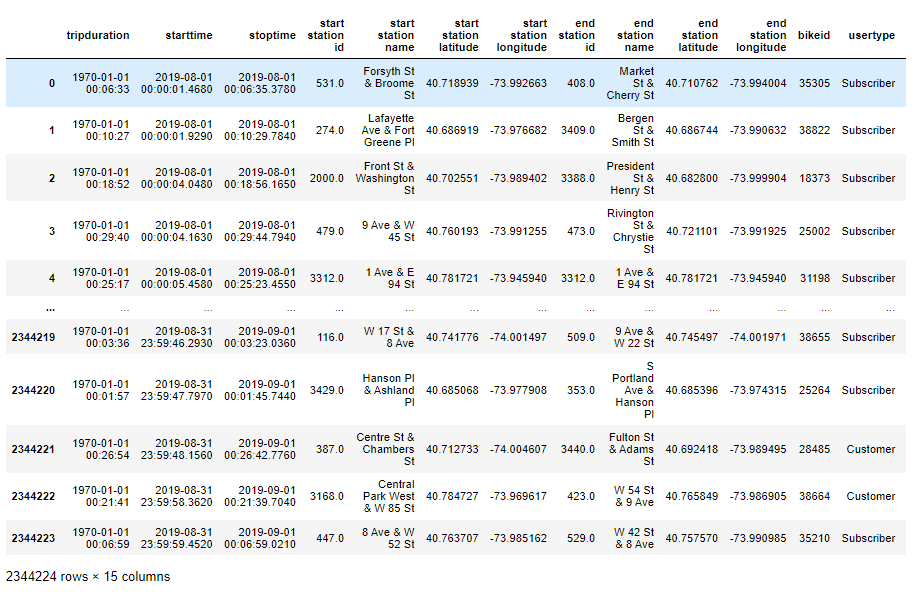 tripduration starttime stoptime start station id start station name start station latitude start station longitude end station id end station name end station latitude end station longitude bikeid usertype
0 1970-01-01 00:06:33 2019-08-01 00:00:01.4680 2019-08-01 00:06:35.3780 531.0 Forsyth St & Broome St 40.718939 -73.992663 408.0 Market St & Cherry St 40.710762 -73.994004 35305 Subscriber
1 1970-01-01 00:10:27 2019-08-01 00:00:01.9290 2019-08-01 00:10:29.7840 274.0 Lafayette Ave & Fort Greene Pl 40.686919 -73.976682 3409.0 Bergen St & Smith St 40.686744 -73.990632 38822 Subscriber
2 1970-01-01 00:18:52 2019-08-01 00:00:04.0480 2019-08-01 00:18:56.1650 2000.0 Front St & Washington St 40.702551 -73.989402 3388.0 President St & Henry St 40.682800 -73.999904 18373 Subscriber
3 1970-01-01 00:29:40 2019-08-01 00:00:04.1630 2019-08-01 00:29:44.7940 479.0 9 Ave & W 45 St 40.760193 -73.991255 473.0 Rivington St & Chrystie St 40.721101 -73.991925 25002 Subscriber
4 1970-01-01 00:25:17 2019-08-01 00:00:05.4580 2019-08-01 00:25:23.4550 3312.0 1 Ave & E 94 St 40.781721 -73.945940 3312.0 1 Ave & E 94 St 40.781721 -73.945940 31198 Subscriber
... ... ... ... ... ... ... ... ... ... ... ... ... ...
2344219 1970-01-01 00:03:36 2019-08-31 23:59:46.2930 2019-09-01 00:03:23.0360 116.0 W 17 St & 8 Ave 40.741776 -74.001497 509.0 9 Ave & W 22 St 40.745497 -74.001971 38655 Subscriber
2344220 1970-01-01 00:01:57 2019-08-31 23:59:47.7970 2019-09-01 00:01:45.7440 3429.0 Hanson Pl & Ashland Pl 40.685068 -73.977908 353.0 S Portland Ave & Hanson Pl 40.685396 -73.974315 25264 Subscriber
2344221 1970-01-01 00:26:54 2019-08-31 23:59:48.1560 2019-09-01 00:26:42.7760 387.0 Centre St & Chambers St 40.712733 -74.004607 3440.0 Fulton St & Adams St 40.692418 -73.989495 28485 Customer
2344222 1970-01-01 00:21:41 2019-08-31 23:59:58.3620 2019-09-01 00:21:39.7040 3168.0 Central Park West & W 85 St 40.784727 -73.969617 423.0 W 54 St & 9 Ave 40.765849 -73.986905 38664 Customer
2344223 1970-01-01 00:06:59 2019-08-31 23:59:59.4520 2019-09-01 00:06:59.0210 447.0 8 Ave & W 52 St 40.763707 -73.985162 529.0 W 42 St & 8 Ave 40.757570 -73.990985 35210 Subscriber
2344224 rows × 15 columns